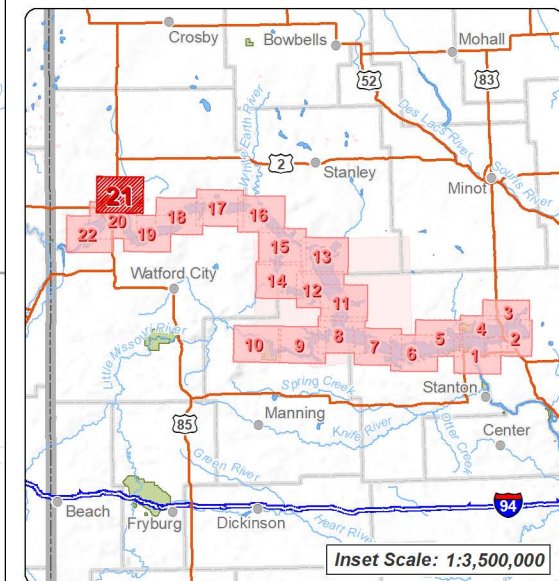 Crosby
Bowbells
Mohall
52
83
Des Lacs River
Souris River
White Earth River
2
Stanley
Minot
21
20
22
19
18
17
16
15
13
14
12
11
10
9
8
7
6
5
4
3
2
1
Watford City
Little Missouri River
Spring Creek
Stanton
85
Manning
Knife River
Otter Creek
Center
Green River
94
Beach
Fryburg
Dickinson
Heart River
Inset Scale: 1:3,500,000